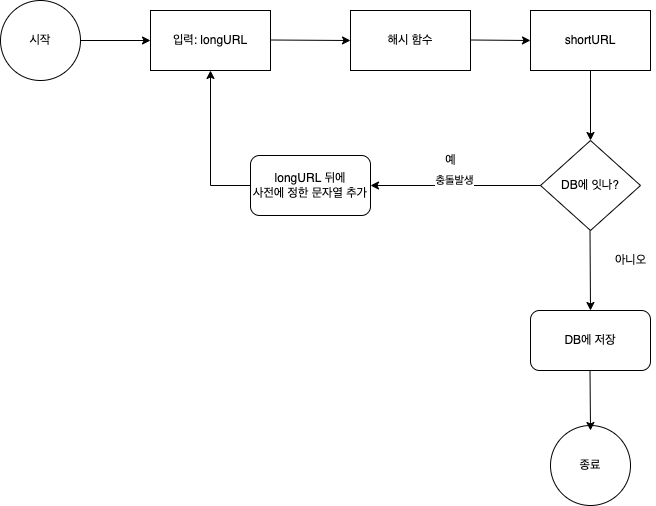 시작
입력: longURL
해시 함수
shortURL
예
충돌발생
longURL 뒤에
사전에 정한 문자열 추가
DB에 잇나?
아니오
DB에 저장
종료